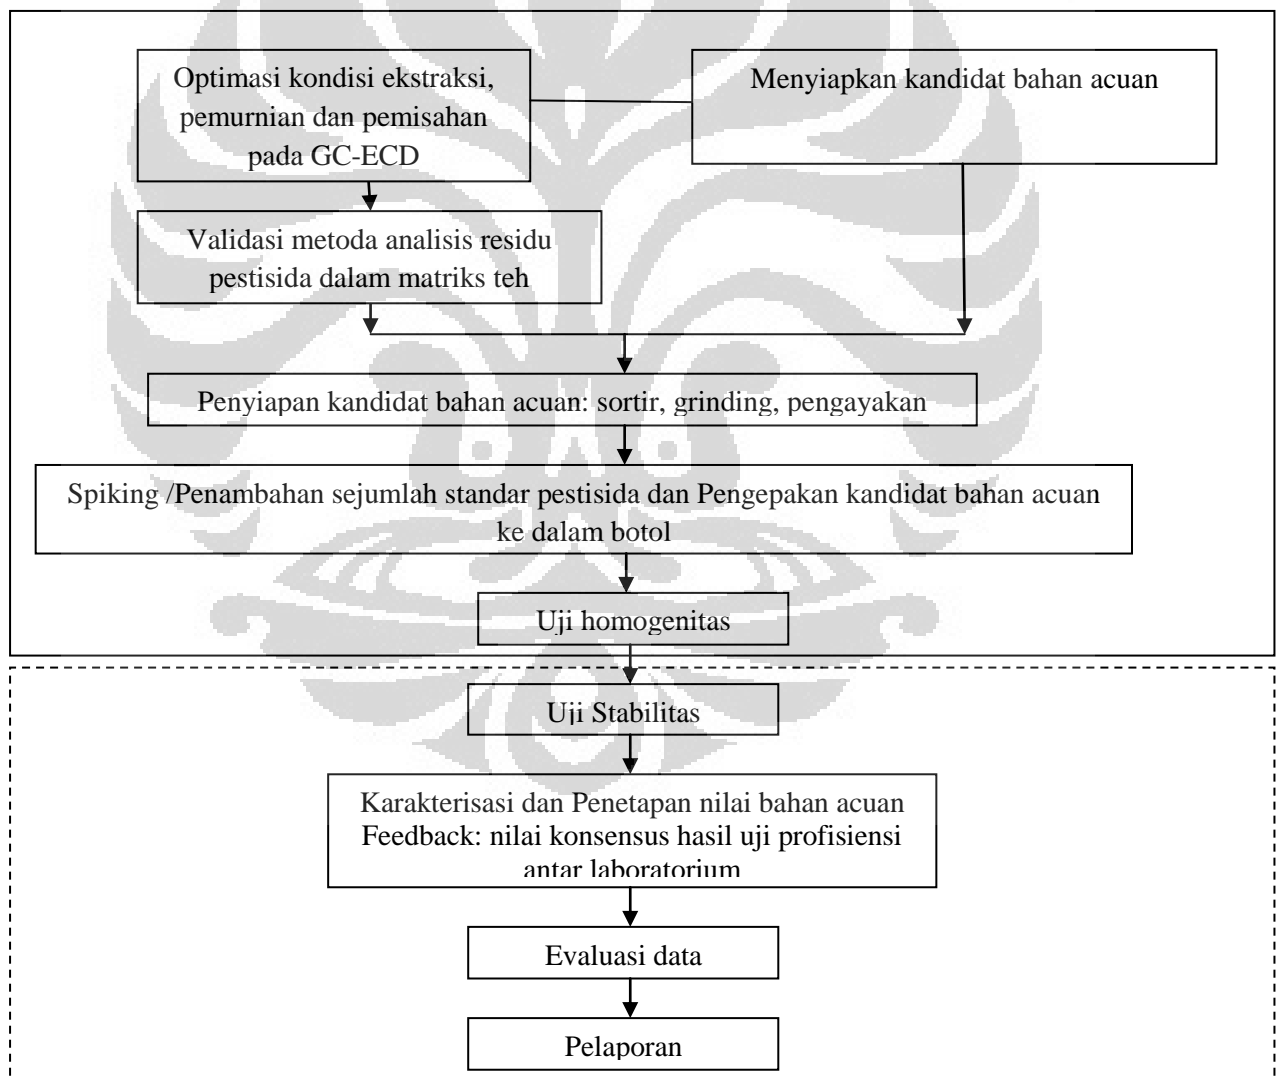 Optimasi kondisi ekstraksi,
pemurnian dan pemisahan
pada GC-ECD
Menyiapkan kandidat bahan acuan
Validasi metoda analisis residu
pestisida dalam matriks teh
Penyiapan kandidat bahan acuan: sortir, grinding, pengayakan
Spiking /Penambahan sejumlah standar pestisida dan Pengepakan kandidat bahan acuan
ke dalam botol
Uji homogenitas
Uji Stabilitas
Karakterisasi dan Penetapan nilai bahan acuan
Feedback: nilai konsensus hasil uji profisiensi
antar laboratorium
Evaluasi data
Pelaporan